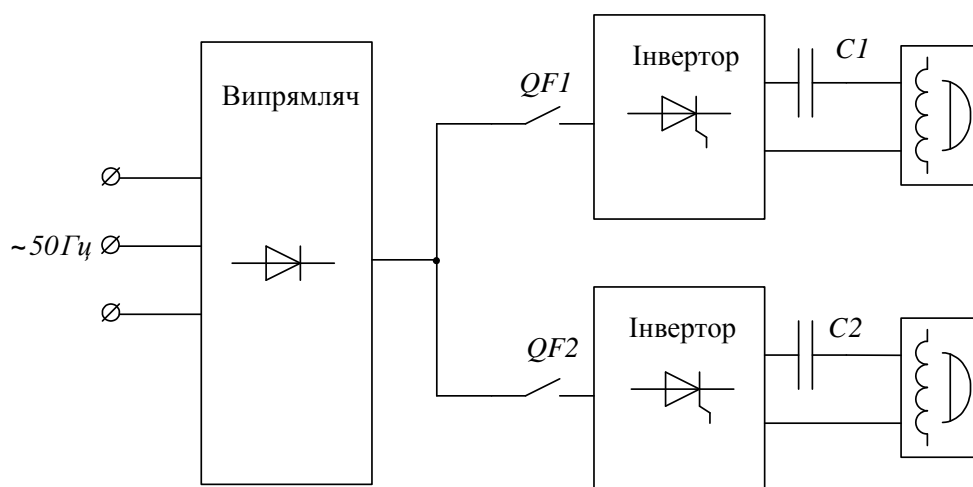 Випрямляч
~50Гц
QF1
Інвертор
C1
QF2
Інвертор
C2